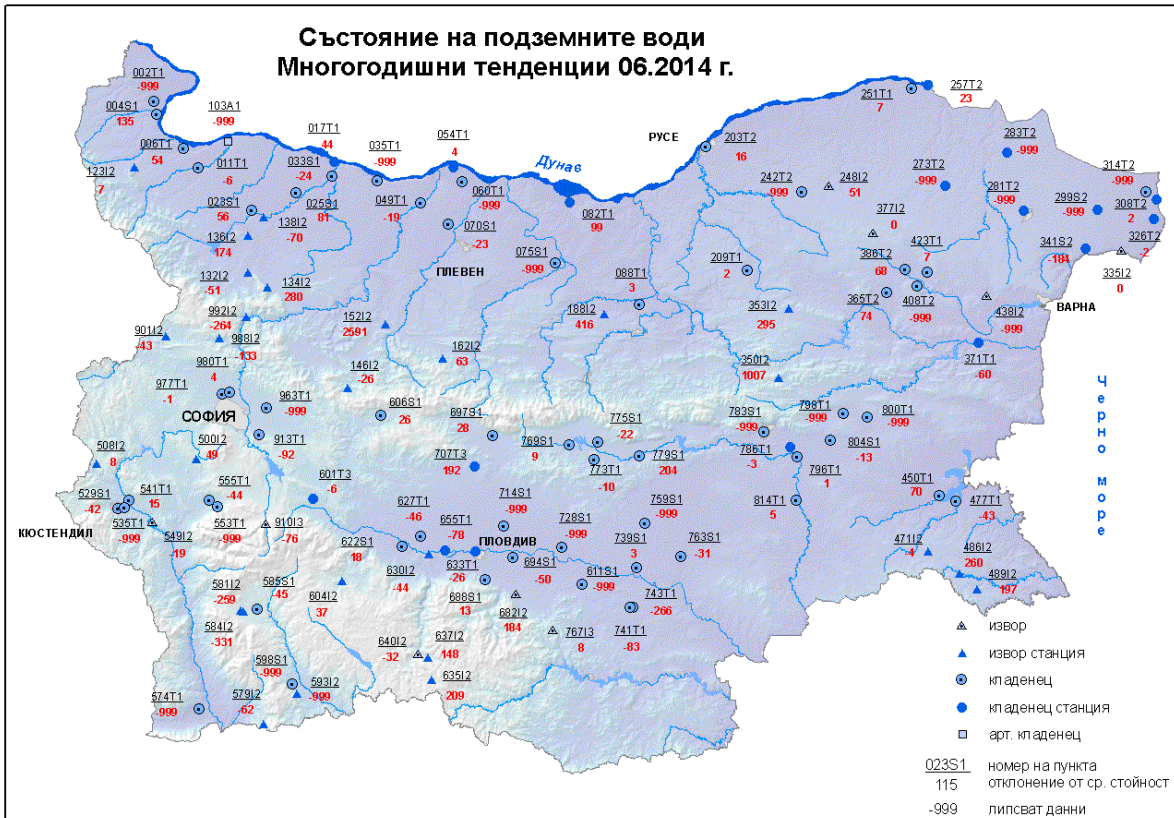 Състояние на подземните води
Многогодишни тенденции 06.2014 г.
002T1
-999
004S1
135
103A1
-999
006T1
54
011T1
-6
123I2
7
017T1
44
033S1
-24
035T1
-999
054T1
4
025S1
81
049T1
-19
060T1
-999
070S1
-23
028S1
56
138I2
-70
136I2
174
132I2
-51
134I2
280
Дунав
РУСЕ
203T2
16
082T1
99
075S1
-999
ПЛЕВЕН
088T1
3
209T1
2
251T1
7
257T2
23
242T2
-999
248I2
51
273T2
-999
283T2
-999
281T2
-999
299S2
-999
314T2
-999
308T2
2
326T2
-2
335I2
0
341S2
-184
377I2
0
386T2
68
423T1
7
365T2
74
408T2
-999
438I2
-999
ВАРНА
371T1
-60
353I2
295
350I2
1007
188I2
416
152I2
2591
162I2
63
146I2
-26
992I2
-264
901I2
-43
988I2
-133
980T1
4
977T1
-1
963T1
-999
СОФИЯ
606S1
26
697S1
28
769S1
9
775S1
-22
773T1
-10
779S1
204
783S1
-999
798T1
-999
800T1
-999
804S1
-13
786T1
-3
796T1
1
814T1
5
Черно море
508I2
8
500I2
49
913T1
-92
601T3
-6
707T3
192
529S1
-42
541T1
15
555T1
-44
535T1
-999
549I2
-19
553T1
-999
910I3
-76
КЮСТЕНДИЛ
627T1
-46
655T1
-78
714S1
-999
728S1
-999
759S1
-999
739S1
3
763S1
-31
ПЛОВДИВ
622S1
18
630I2
-44
633T1
-26
694S1
-50
611S1
-999
688S1
13
682I2
184
743T1
-266
741T1
-83
767I3
8
450T1
70
477T1
-43
471I2
-4
486I2
260
489I2
197
581I2
-259
585S1
45
604I2
37
584I2
-331
640I2
-32
637I2
148
635I2
209
598S1
-999
593I2
-999
574T1
-999
579I2
-62
извор
извор станция
кладенец
кладенец станция
арт. кладенец
023S1 номер на пункта
115 отклонение от ср. стойност
-999 липсват данни